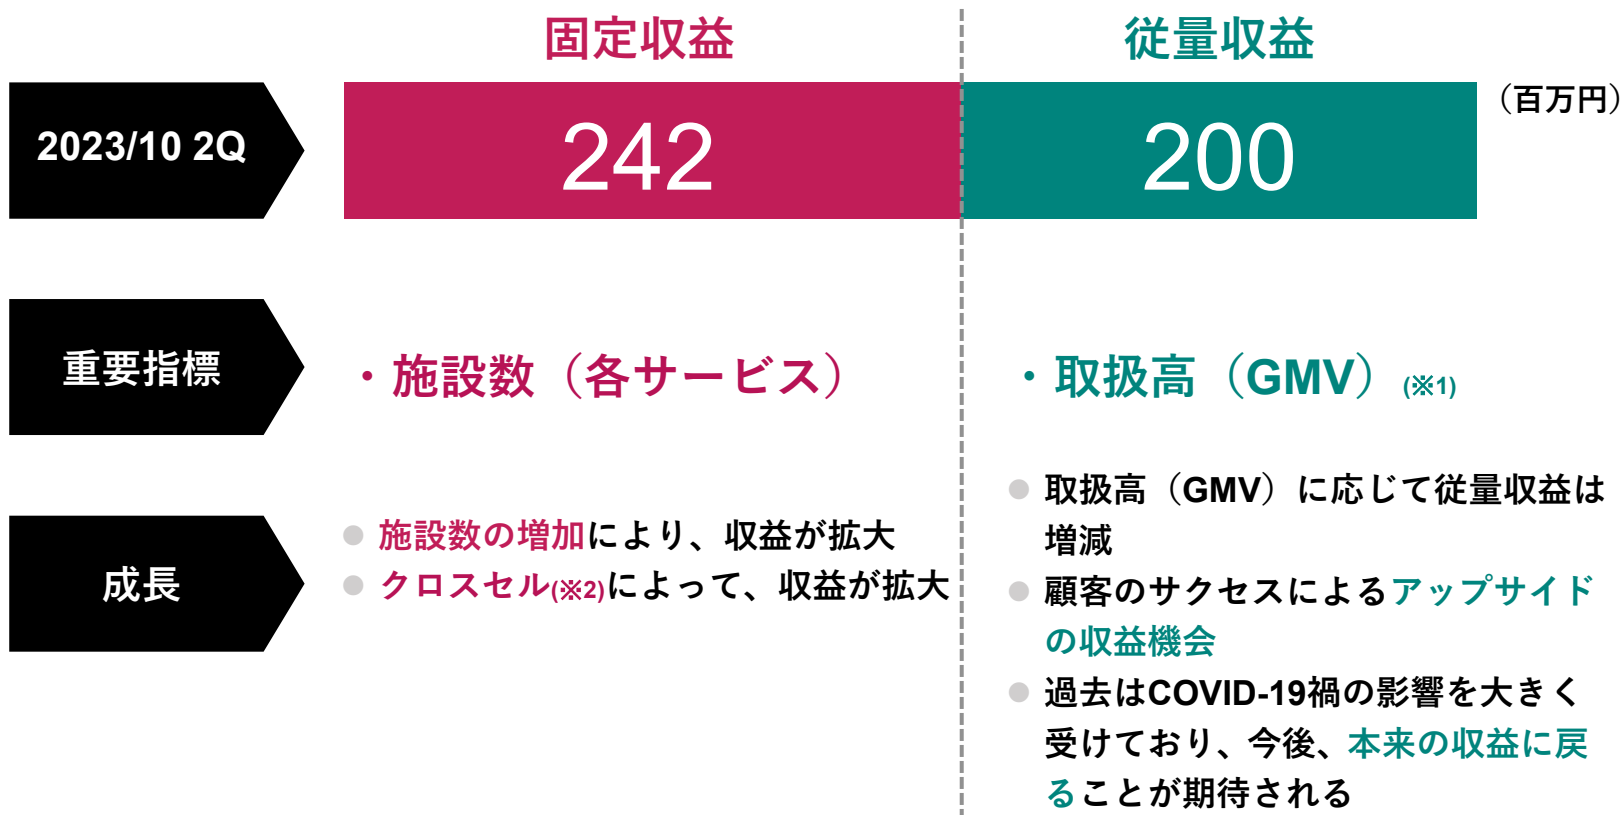 固定収益
従量収益
2023/10 2Q
242
200
（百万円）
重要指標
・施設数（各サービス）
・取扱高（GMV）(※1)
成長
● 施設数の増加により、収益が拡大
● クロスセル(※2)によって、収益が拡大
● 取扱高（GMV）に応じて従量収益は
増減
● 顧客のサクセスによるアップサイド
の収益機会
● 過去はCOVID-19禍の影響を大きく
受けており、今後、本来の収益に戻
ることが期待される